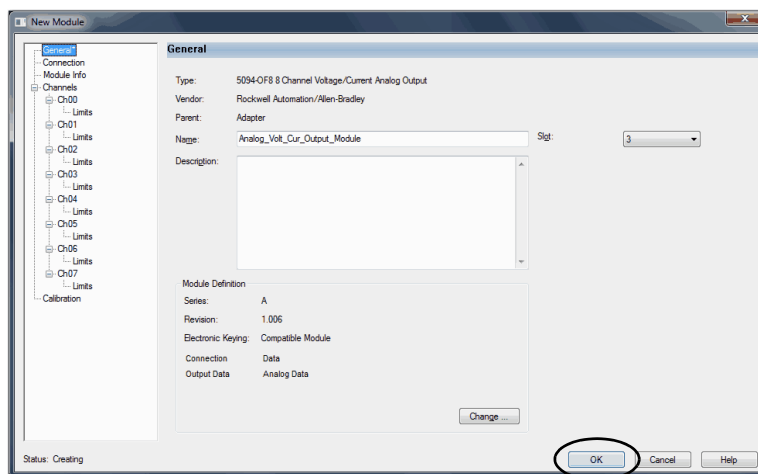 New Module
General*
Connection
Module Info
Channels
Ch00
Limits
Ch01
Limits
Ch02
Limits
Ch03
Limits
Ch04
Limits
Ch05
Limits
Ch06
Limits
Ch07
Limits
Calibration
General
Type: 5094-OF8 8 Channel Voltage/Current Analog Output
Vendor: Rockwell Automation/Allen-Bradley
Parent: Adapter
Name: Analog_Volt_Cur_Output_Module Slot: 3
Description:
Module Definition
Series: A
Revision: 1.006
Electronic Keying: Compatible Module
Connection Data
Output Data Analog Data
Change ...
Status: Creating
OK Cancel Help